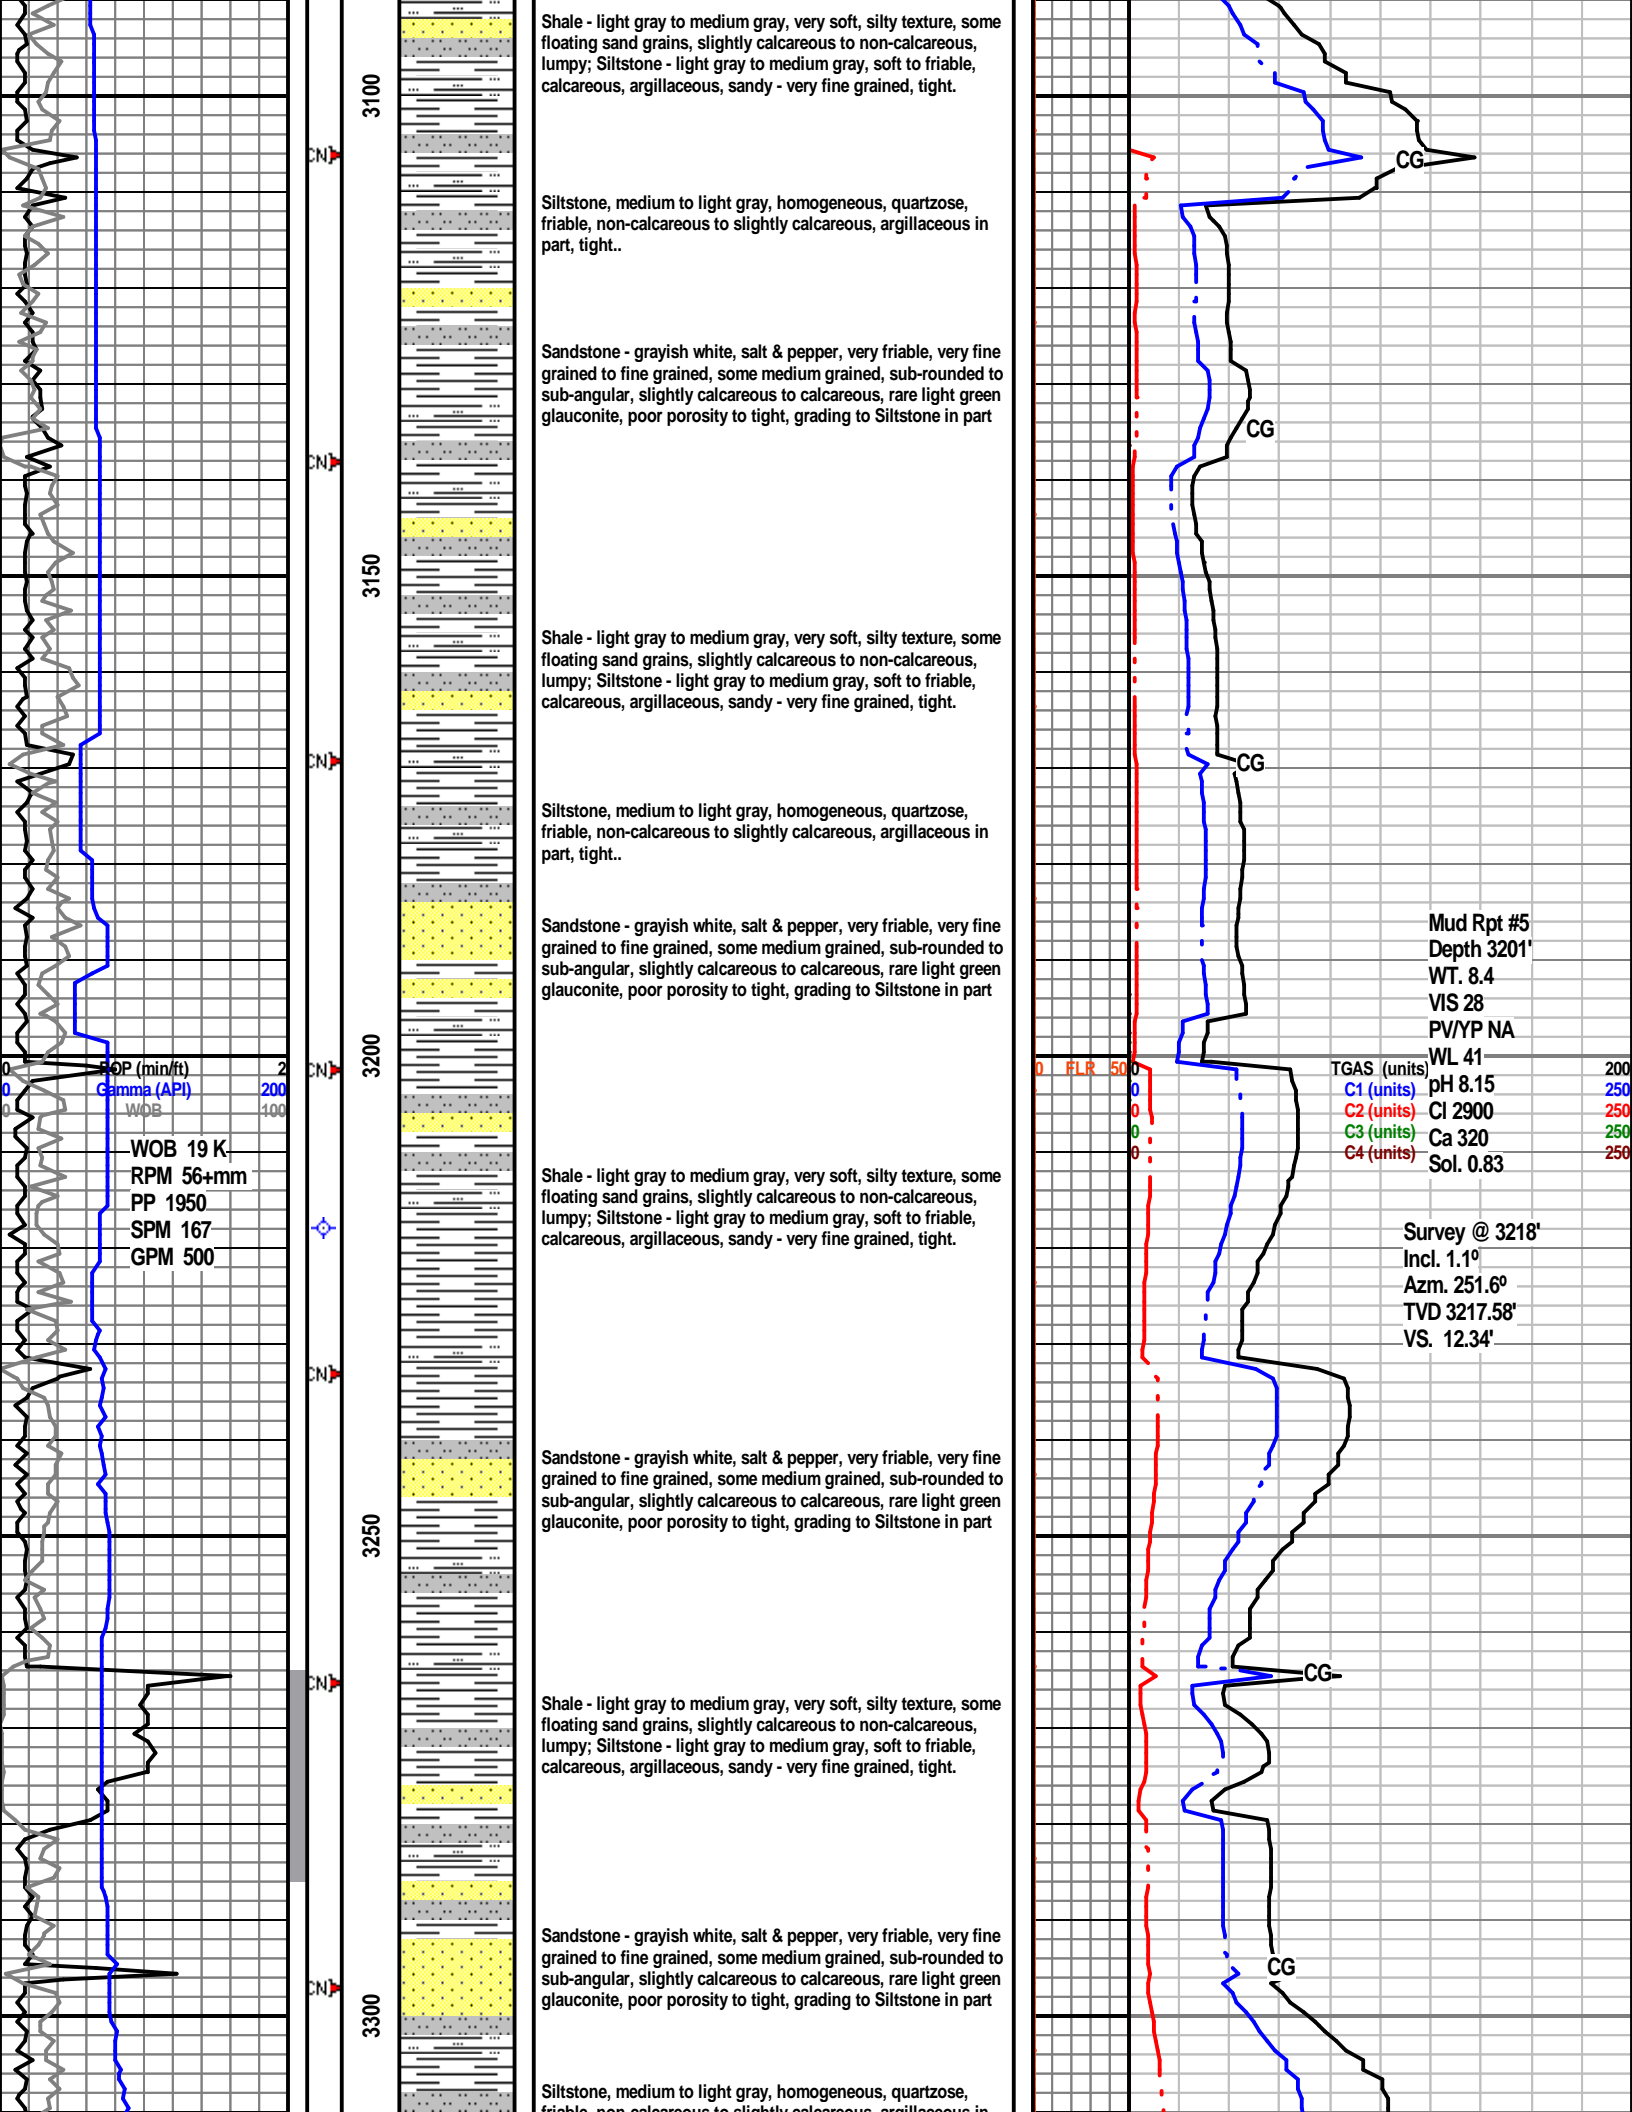 Shale - light gray to medium gray, very soft, silty texture, some
floating sand grains, slightly calcareous to non-calcareous,
lumpy; Siltstone - light gray to medium gray, soft to friable,
calcareous, argillaceous, sandy - very fine grained, tight.
3100
CN]
CG
Siltstone, medium to light gray, homogeneous, quartzose,
friable, non-calcareous to slightly calcareous, argillaceous in
part, tight..
Sandstone - grayish white, salt & pepper, very friable, very fine
grained to fine grained, some medium grained, sub-rounded to
sub-angular, slightly calcareous to calcareous, rare light green
glauconite, poor porosity to tight, grading to Siltstone in part
CG
CN]
3150
Shale - light gray to medium gray, very soft, silty texture, some
floating sand grains, slightly calcareous to non-calcareous,
lumpy; Siltstone - light gray to medium gray, soft to friable,
calcareous, argillaceous, sandy - very fine grained, tight.
CN]
CG
Siltstone, medium to light gray, homogeneous, quartzose,
friable, non-calcareous to slightly calcareous, argillaceous in
part, tight..
Sandstone - grayish white, salt & pepper, very friable, very fine
grained to fine grained, some medium grained, sub-rounded to
sub-angular, slightly calcareous to calcareous, rare light green
glauconite, poor porosity to tight, grading to Siltstone in part
Mud Rpt #5
Depth 3201'
WT. 8.4
VIS 28
PV/YP NA
WL 41
pH 8.15
Cl 2900
Ca 320
Sol. 0.83
3200
CN]
0 ROP (min/ft) 2
0 Gamma (API) 200
0 WOB 100
0 FLR 50
0 TGAS (units) 200
0 C1 (units) 250
0 C2 (units) 250
0 C3 (units) 250
0 C4 (units) 250
WOB 19 K
RPM 56+mm
PP 1950
SPM 167
GPM 500
Shale - light gray to medium gray, very soft, silty texture, some
floating sand grains, slightly calcareous to non-calcareous,
lumpy; Siltstone - light gray to medium gray, soft to friable,
calcareous, argillaceous, sandy - very fine grained, tight.
Survey @ 3218'
Incl. 1.1º
Azm. 251.6º
TVD 3217.58'
VS. 12.34'
CN]
Sandstone - grayish white, salt & pepper, very friable, very fine
grained to fine grained, some medium grained, sub-rounded to
sub-angular, slightly calcareous to calcareous, rare light green
glauconite, poor porosity to tight, grading to Siltstone in part
3250
CN]
CG
Shale - light gray to medium gray, very soft, silty texture, some
floating sand grains, slightly calcareous to non-calcareous,
lumpy; Siltstone - light gray to medium gray, soft to friable,
calcareous, argillaceous, sandy - very fine grained, tight.
Sandstone - grayish white, salt & pepper, very friable, very fine
grained to fine grained, some medium grained, sub-rounded to
sub-angular, slightly calcareous to calcareous, rare light green
glauconite, poor porosity to tight, grading to Siltstone in part
CG
CN]
3300
Siltstone, medium to light gray, homogeneous, quartzose,
friable, non-calcareous to slightly calcareous, argillaceous in